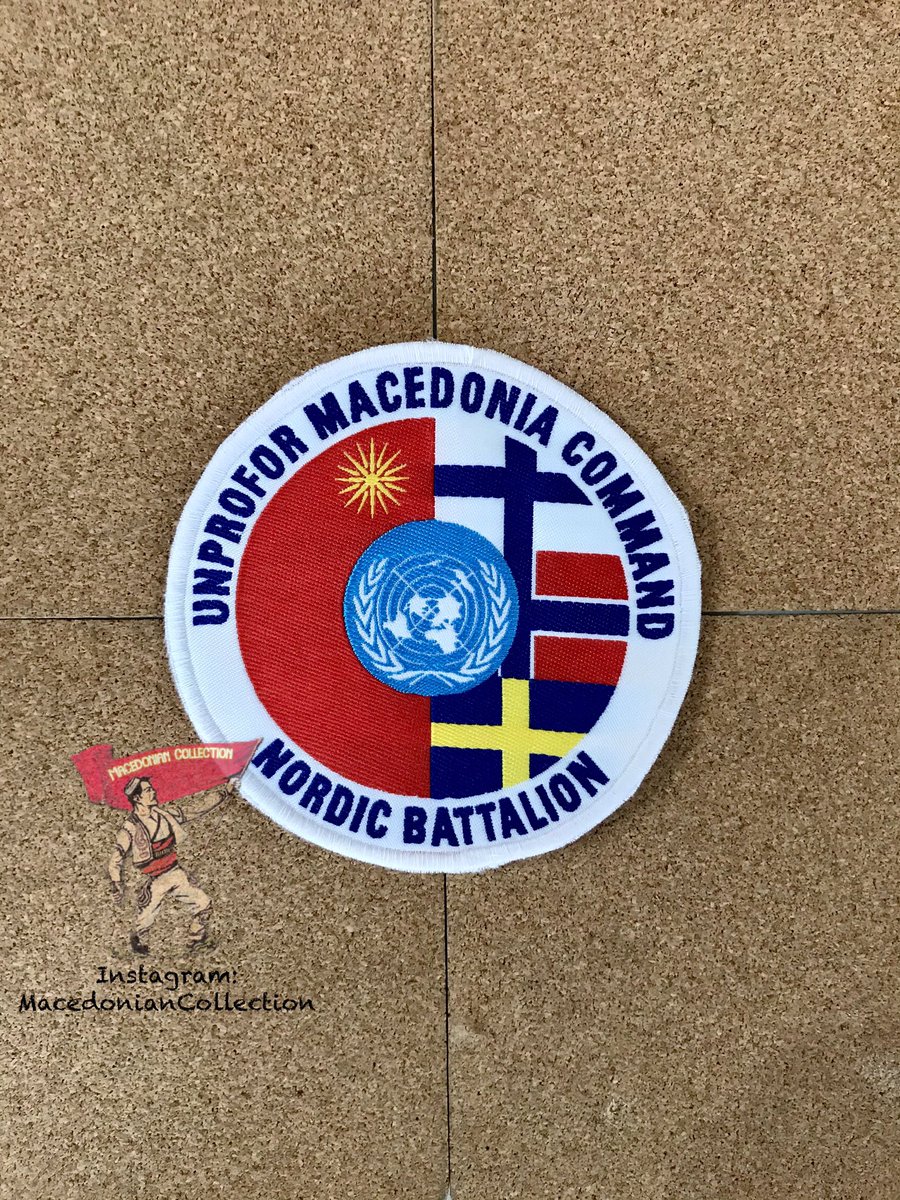 UNPROFOR MACEDONIA COMMAND
NORDIC BATTALION
MACEDONIAN COLLECTION
Instagram:
MacedonianCollection